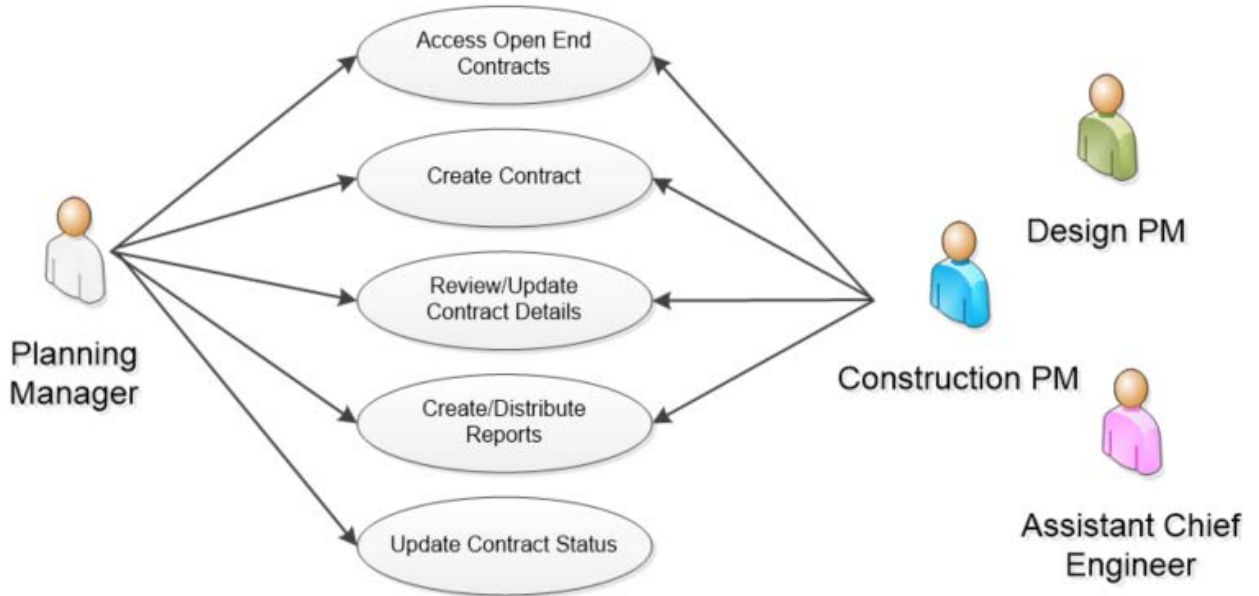 Access Open End
Contracts
Create Contract
Review/Update
Contract Details
Create/Distribute
Reports
Update Contract Status
Planning
Manager
Design PM
Construction PM
Assistant Chief
Engineer